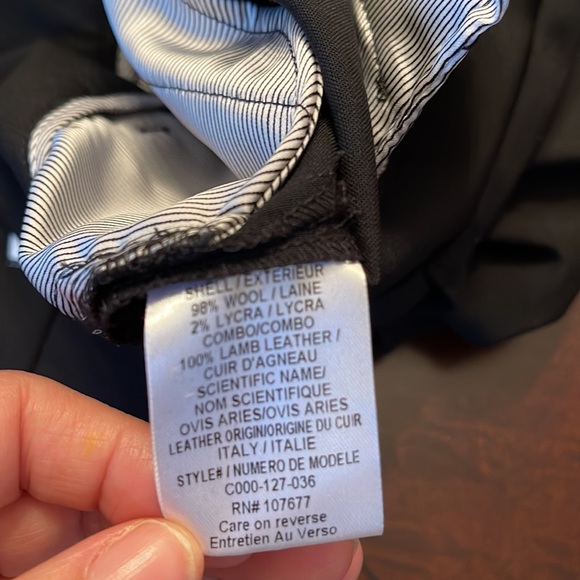 SHELL / EXTERIEUR
98% WOOL / LAINE
2% LYCRA / LYCRA
COMBO/COMBO
100% LAMB LEATHER /
CUIR D'AGNEAU
SCIENTIFIC NAME/
NOM SCIENTIFIQUE
OVIS ARIES/OVIS ARIES
LEATHER ORIGIN/ORIGINE DU CUIR
ITALY / ITALIE
STYLE# / NUMERO DE MODELE
C000-127-036
RN# 107677
Care on reverse
Entretien Au Verso